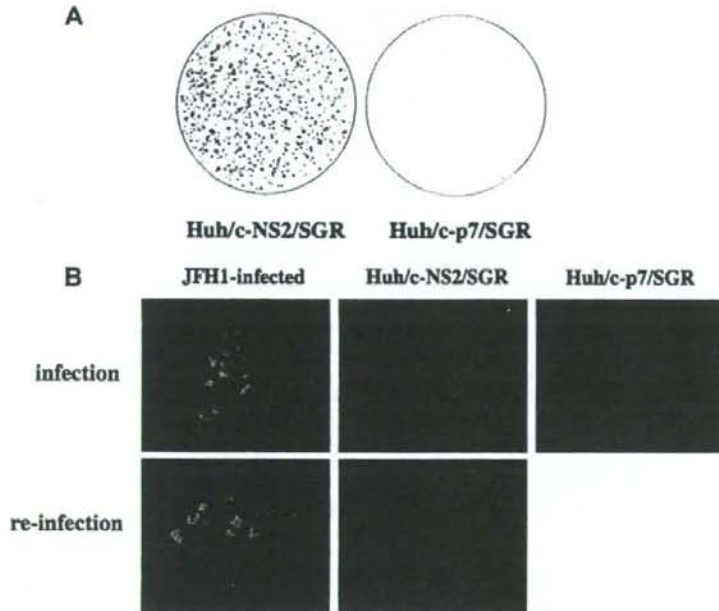 A
Huh/c-NS2/SGR Huh/c-p7/SGR
B
JFH1-infected Huh/c-NS2/SGR Huh/c-p7/SGR
infection
re-infection